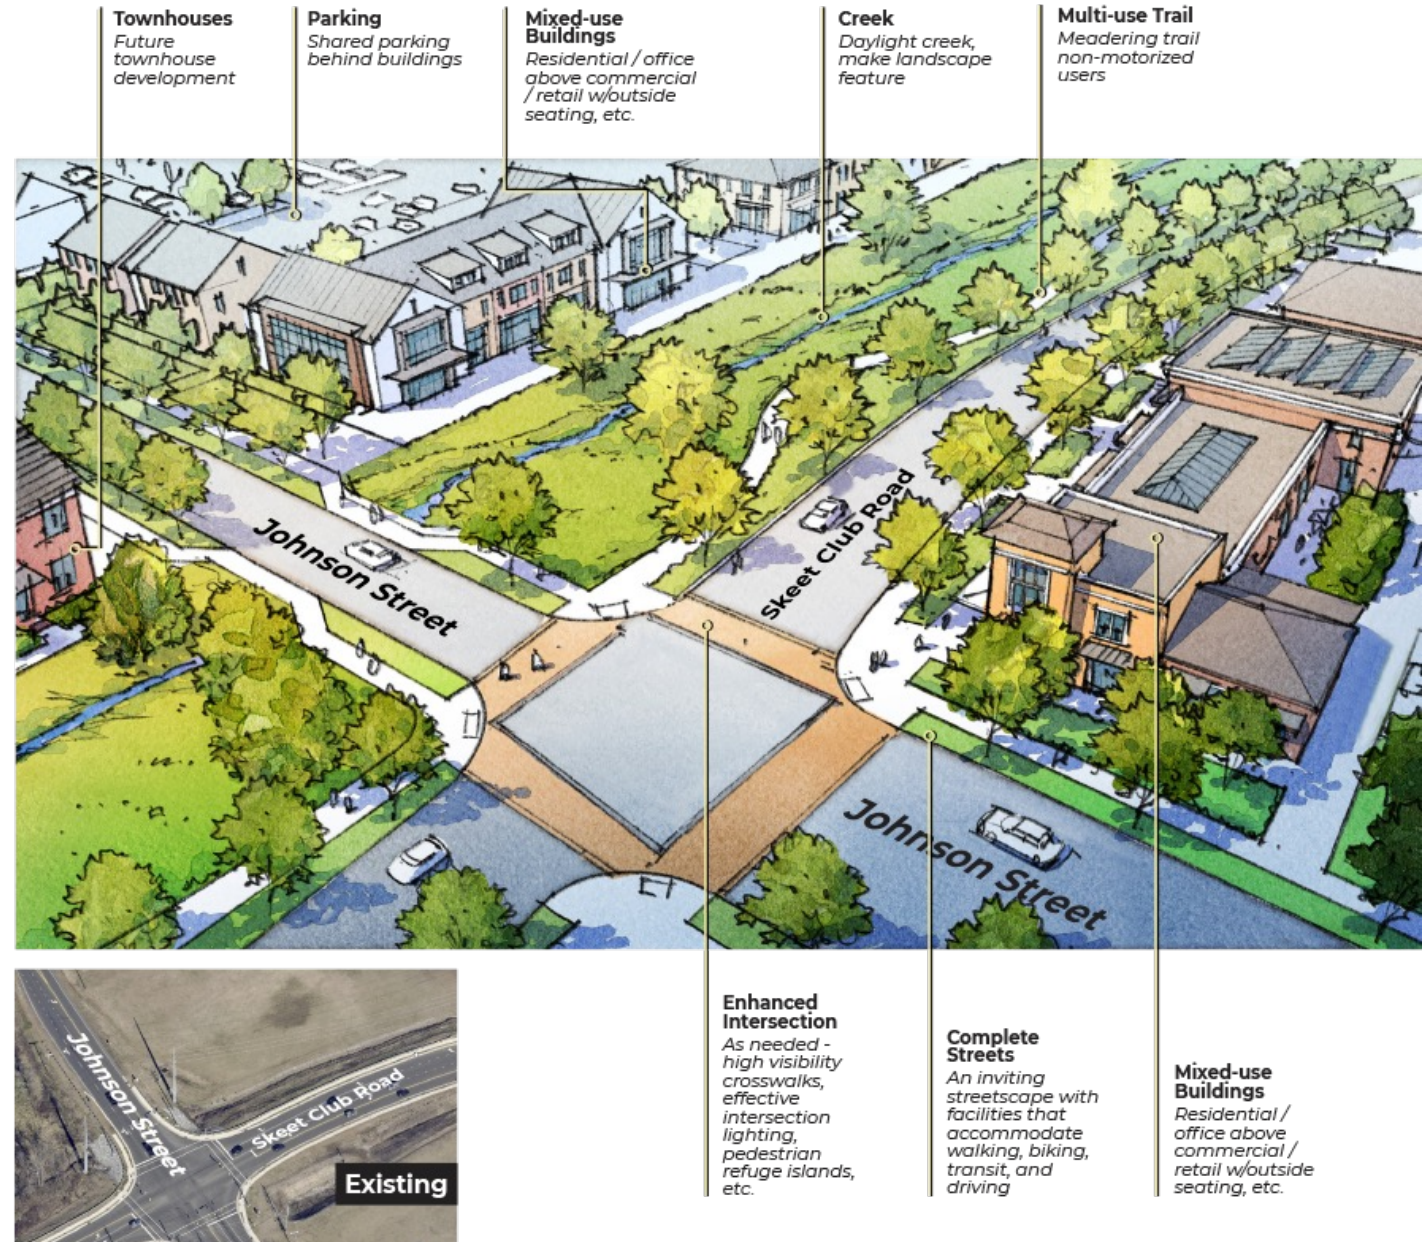 Townhouses
Future
townhouse
development
Parking
Shared parking
behind buildings
Mixed-use
Buildings
Residential / office
above commercial
/ retail w/outside
seating, etc.
Creek
Daylight creek,
make landscape
feature
Multi-use Trail
Meadering trail
non-motorized
users
Johnson Street
Skeet Club Road
Johnson Street
Enhanced
Intersection
As needed -
high visibility
crosswalks,
effective
intersection
lighting,
pedestrian
refuge islands,
etc.
Complete
Streets
An inviting
streetscape with
facilities that
accommodate
walking, biking,
transit, and
driving
Mixed-use
Buildings
Residential /
office above
commercial /
retail w/outside
seating, etc.
Johnson Street
Skeet Club Road
Existing